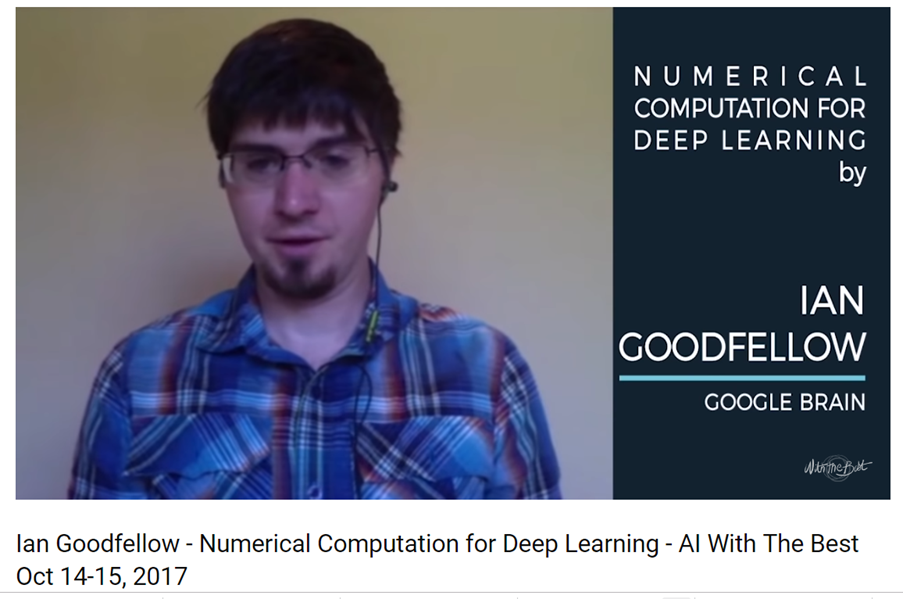 NUMERICAL
COMPUTATION FOR
DEEP LEARNING
by
IAN
GOODFELLOW
GOOGLE BRAIN
WithTheBest
Ian Goodfellow - Numerical Computation for Deep Learning - AI With The Best
Oct 14-15, 2017